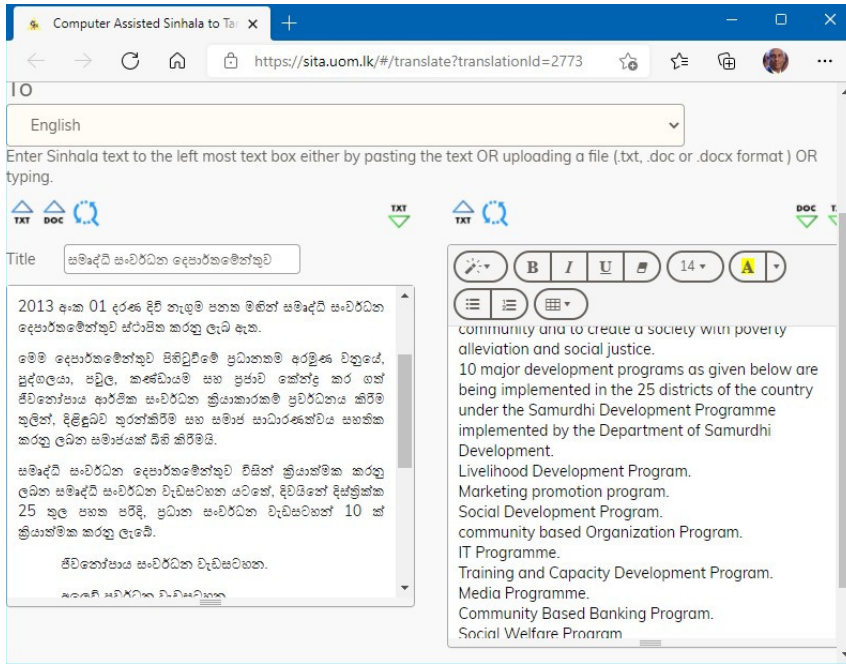 Computer Assisted Sinhala to Ta
https://sita.uom.lk/#/translate?translationId=2773
To
English
Enter Sinhala text to the left most text box either by pasting the text OR uploading a file (.txt, .doc or .docx format ) OR
typing.
TXT DOC TXT TXT DOC T
Title සමෘද්ධි සංවර්ධන දෙපාර්තමේන්තුව
B I U 14 A
2013 අංක 01 දරණ දිවි නැගුම පනත මඟින් සමෘද්ධි සංවර්ධන
දෙපාර්තමේන්තුව ස්ථාපිත කරනු ලැබ ඇත.
මෙම දෙපාර්තමේන්තුව පිහිටුවීමේ ප්‍රධානතම අරමුණ වනුයේ,
පුද්ගලයා, පවුල, කණ්ඩායම සහ ප්‍රජාව කේන්ද්‍ර කර ගත්
ජීවනෝපාය ආර්ථික සංවර්ධන ක්‍රියාකාරකම් ප්‍රවර්ධනය කිරීම
තුලින්, දිළිඳුබව තුරන්කිරීම සහ සමාජ සාධාරණත්වය සහතික
කරනු ලබන සමාජයක් බිහි කිරීමයි.
සමෘද්ධි සංවර්ධන දෙපාර්තමේන්තුව විසින් ක්‍රියාත්මක කරනු
ලබන සමෘද්ධි සංවර්ධන වැඩසටහන යටතේ, දිවයිනේ දිස්ත්‍රික්ක
25 තුල පහත පරිදි, ප්‍රධාන සංවර්ධන වැඩසටහන් 10 ක්
ක්‍රියාත්මක කරනු ලැබේ.
ජීවනෝපාය සංවර්ධන වැඩසටහන.
අලෙවි ප්‍රවර්ධන වැඩසටහන
community and to create a society with poverty
alleviation and social justice.
10 major development programs as given below are
being implemented in the 25 districts of the country
under the Samurdhi Development Programme
implemented by the Department of Samurdhi
Development.
Livelihood Development Program.
Marketing promotion program.
Social Development Program.
community based Organization Program.
IT Programme.
Training and Capacity Development Program.
Media Programme.
Community Based Banking Program.
Social Welfare Program